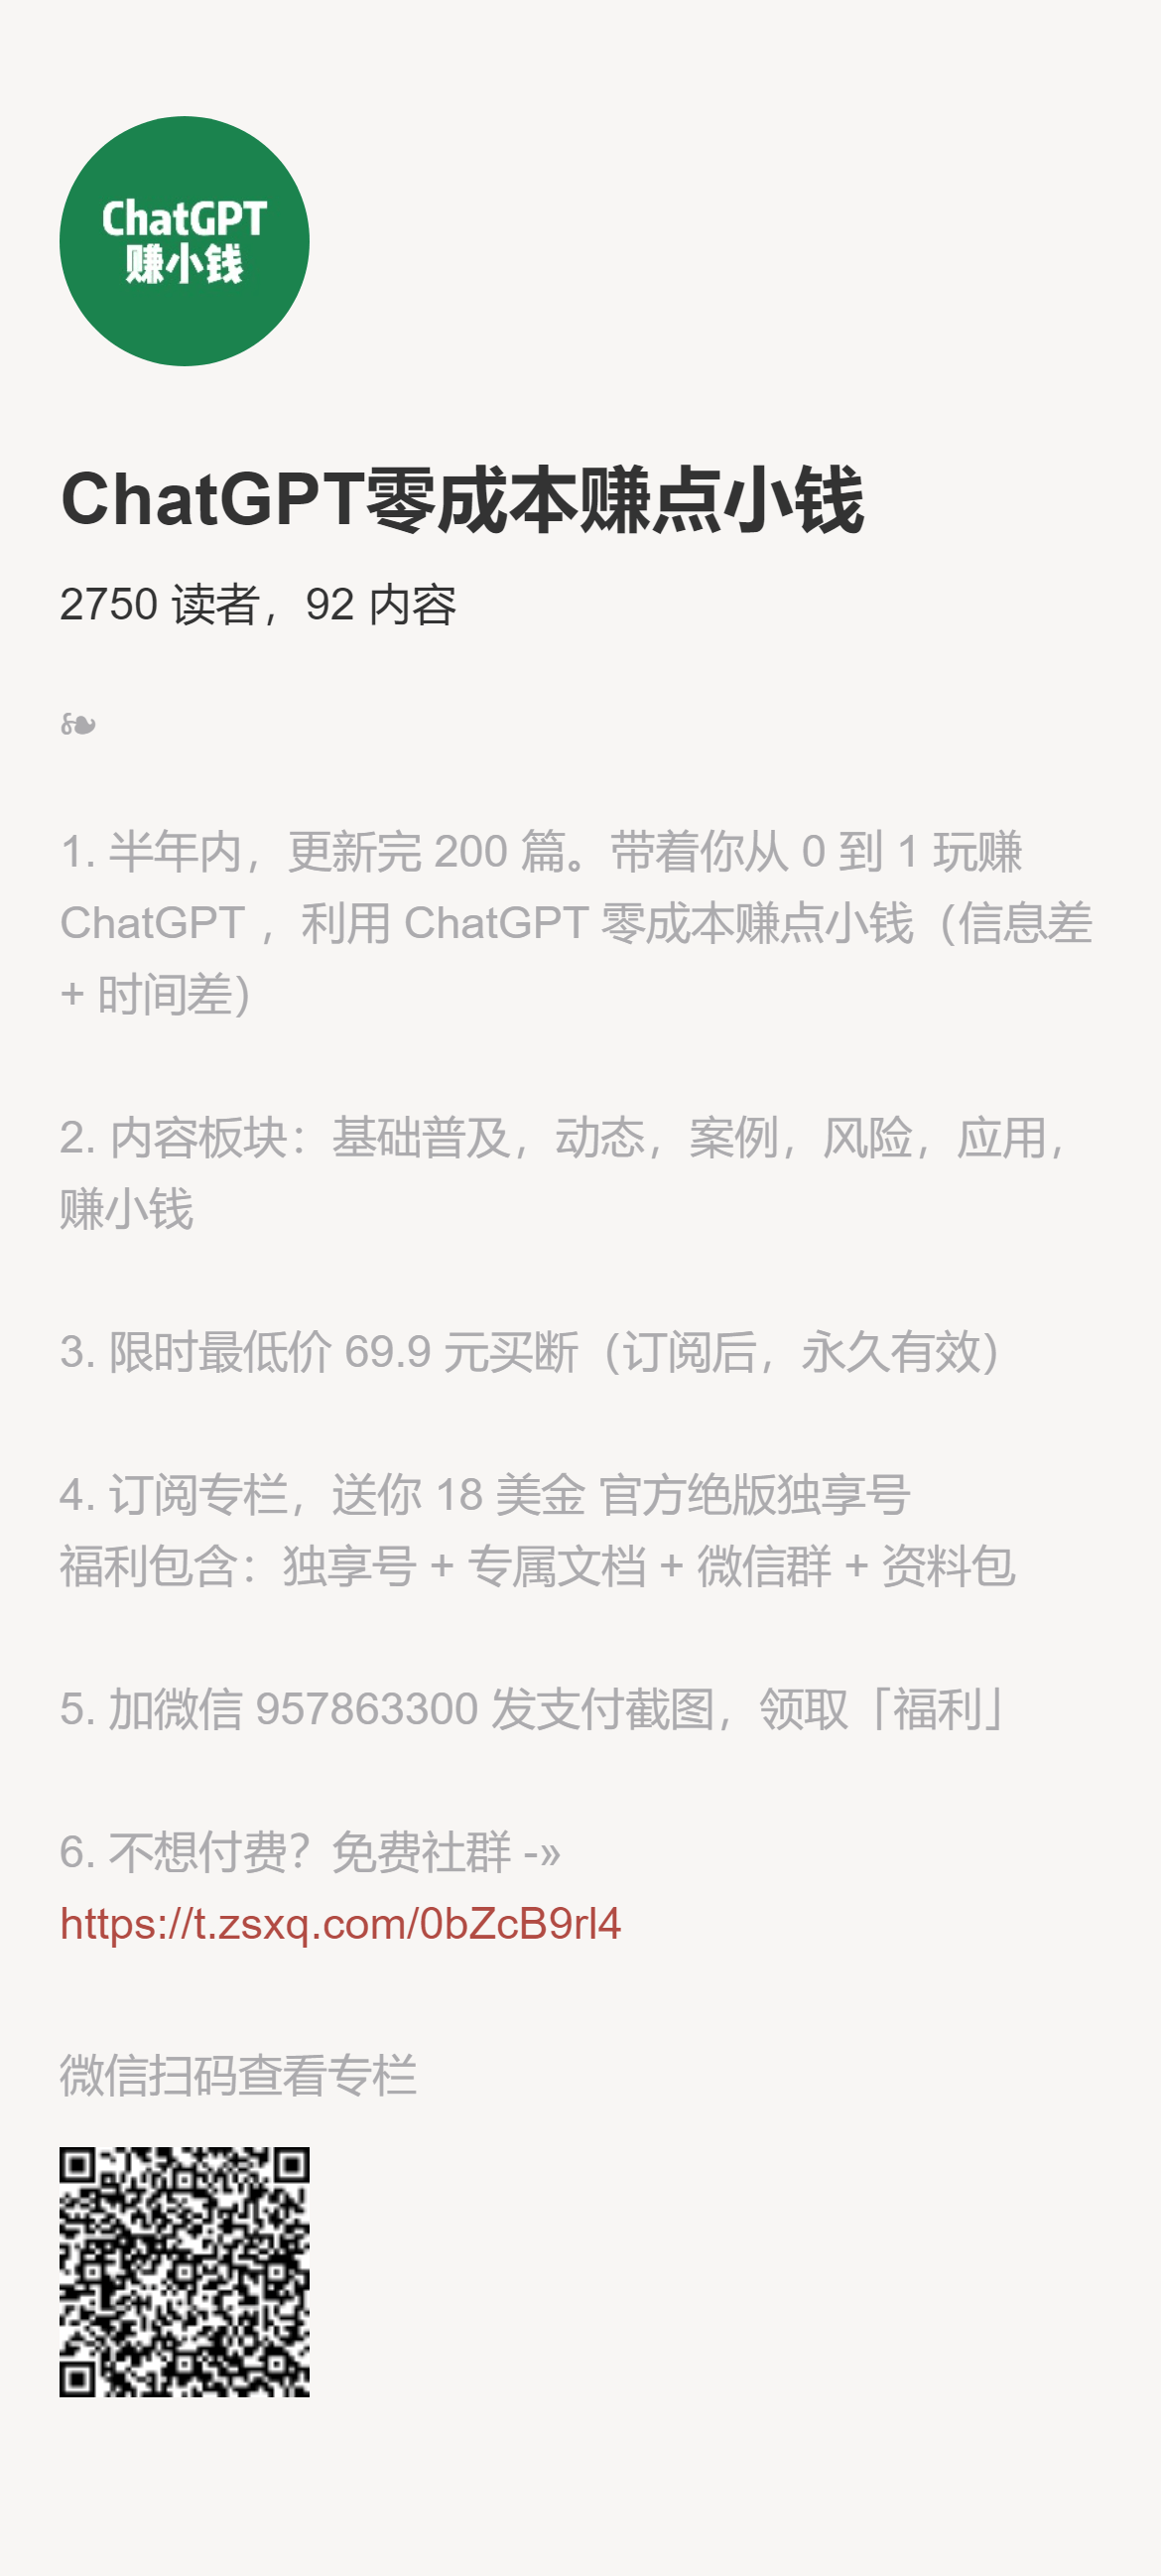 ChatGPT
赚小钱
ChatGPT零成本赚点小钱
2750 读者，92 内容
❧
1. 半年内，更新完 200 篇。带着你从 0 到 1 玩赚
ChatGPT ，利用 ChatGPT 零成本赚点小钱（信息差
+ 时间差）
2. 内容板块：基础普及，动态，案例，风险，应用，
赚小钱
3. 限时最低价 69.9 元买断（订阅后，永久有效）
4. 订阅专栏，送你 18 美金 官方绝版独享号
福利包含：独享号 + 专属文档 + 微信群 + 资料包
5. 加微信 957863300 发支付截图，领取「福利」
6. 不想付费？免费社群 -»
https://t.zsxq.com/0bZcB9rl4
微信扫码查看专栏